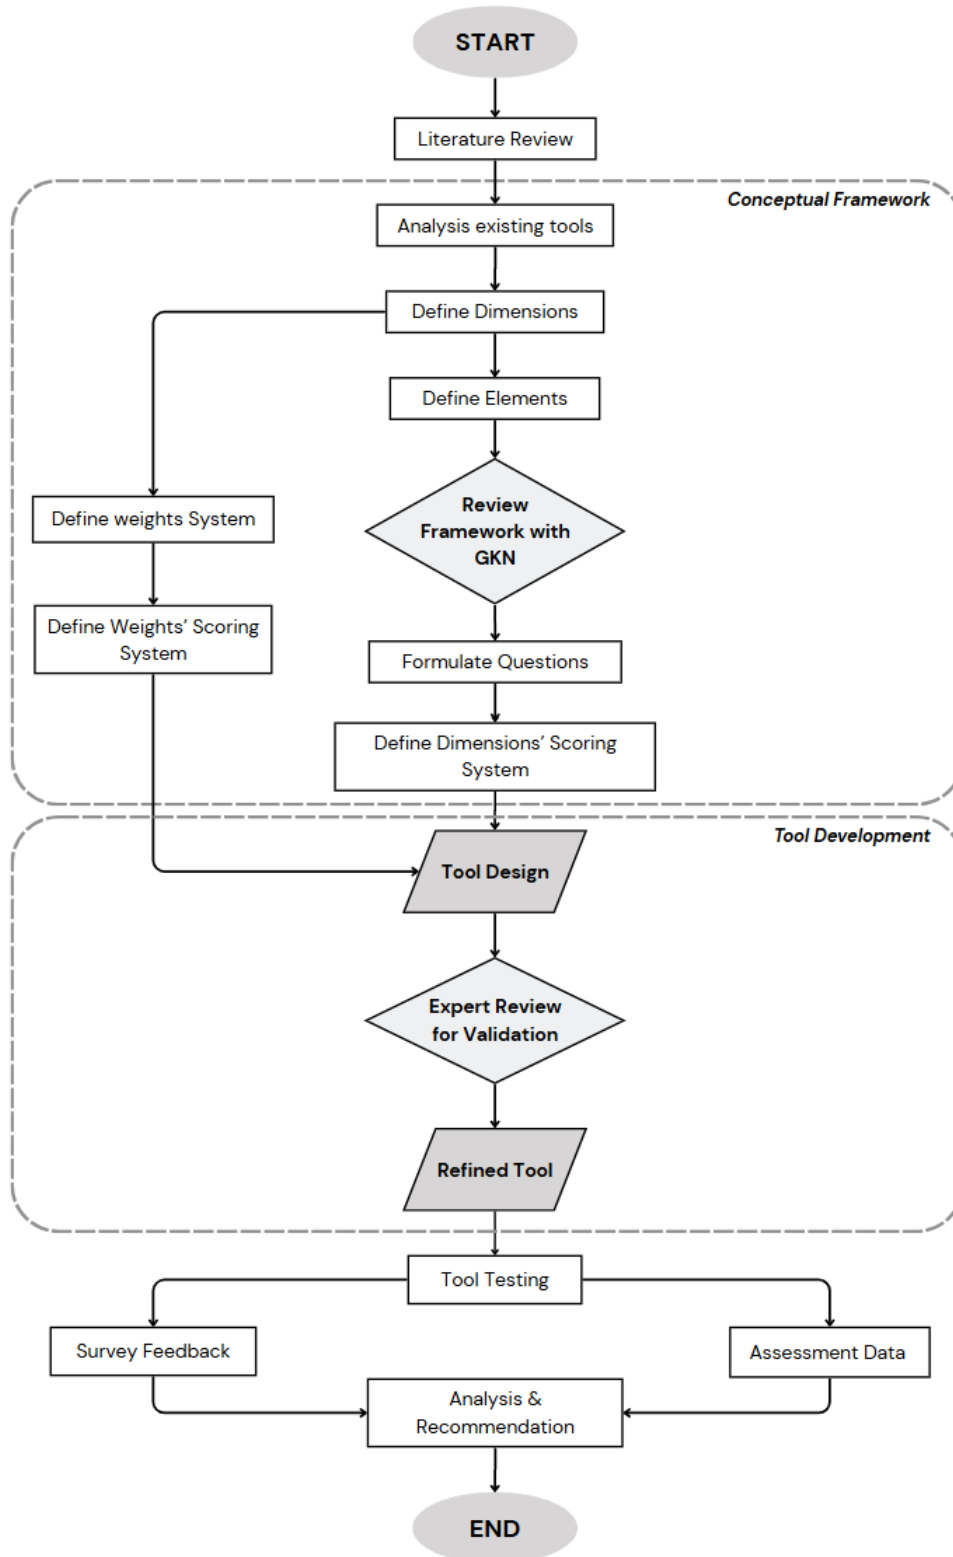 START
Literature Review
Conceptual Framework
Analysis existing tools
Define Dimensions
Define Elements
Review
Framework with
GKN
Define weights System
Define Weights’ Scoring
System
Formulate Questions
Define Dimensions’ Scoring
System
Tool Development
Tool Design
Expert Review
for Validation
Refined Tool
Tool Testing
Survey Feedback
Assessment Data
Analysis &
Recommendation
END